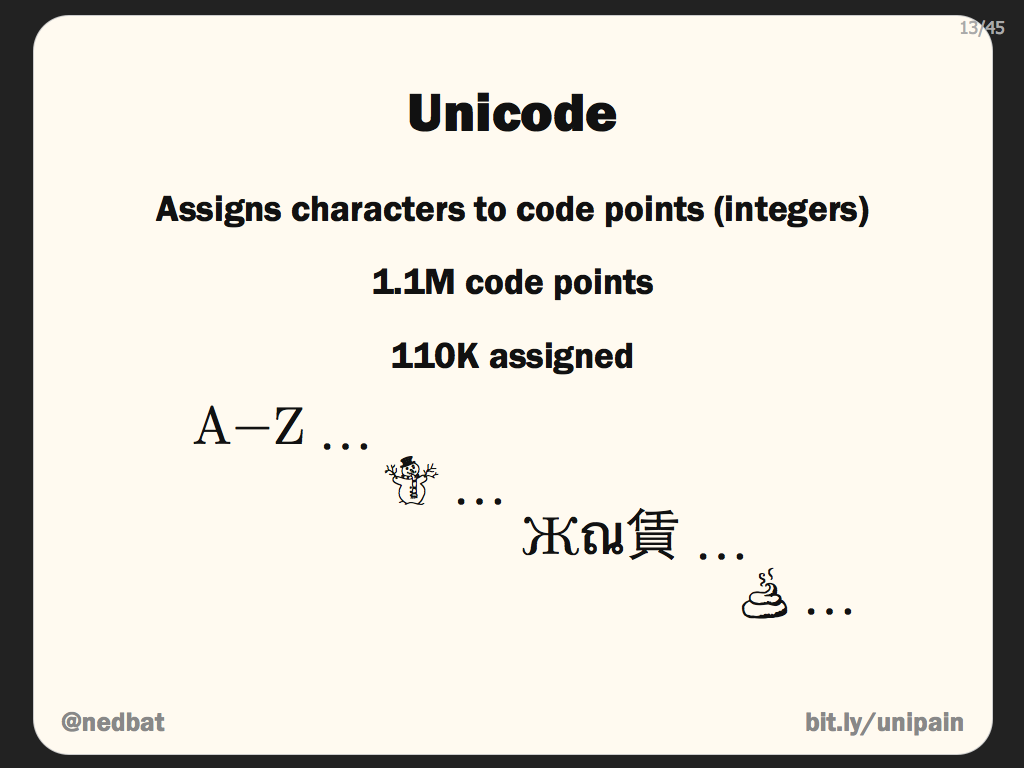 13/45
Unicode
Assigns characters to code points (integers)
1.1M code points
110K assigned
A–Z …
☃ …
Жณ賃 …
💩 …
@nedbat
bit.ly/unipain